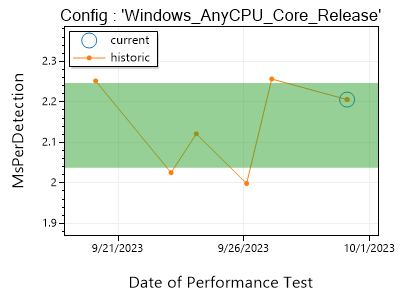 Config : 'Windows_AnyCPU_Core_Release'
current
historic
MsPerDetection
2.3
2.2
2.1
2
1.9
9/21/2023
9/26/2023
10/1/2023
Date of Performance Test